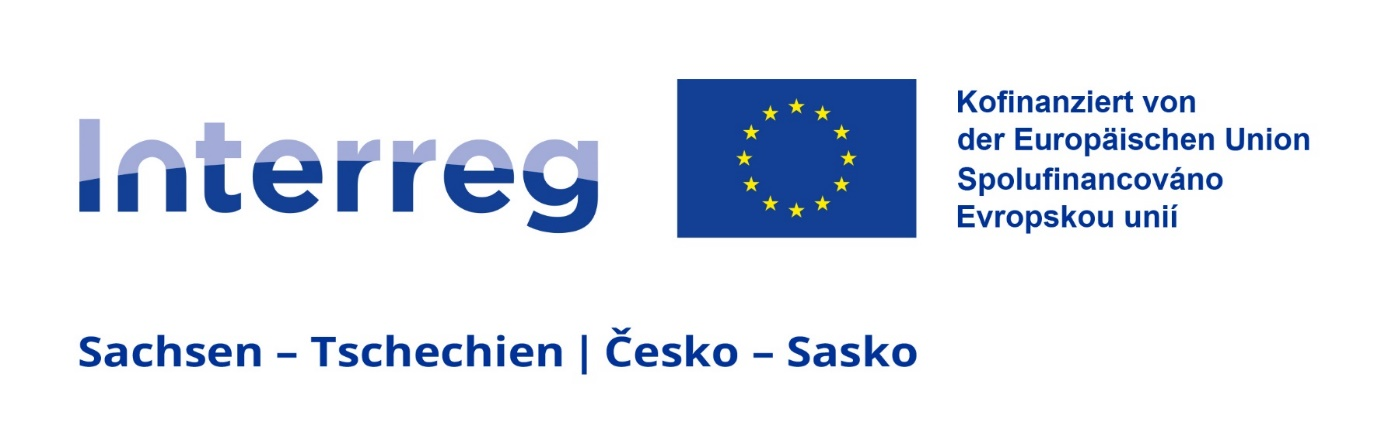 Interreg
Kofinanziert von
der Europäischen Union
Spolufinancováno
Evropskou unií
Sachsen – Tschechien | Česko – Sasko